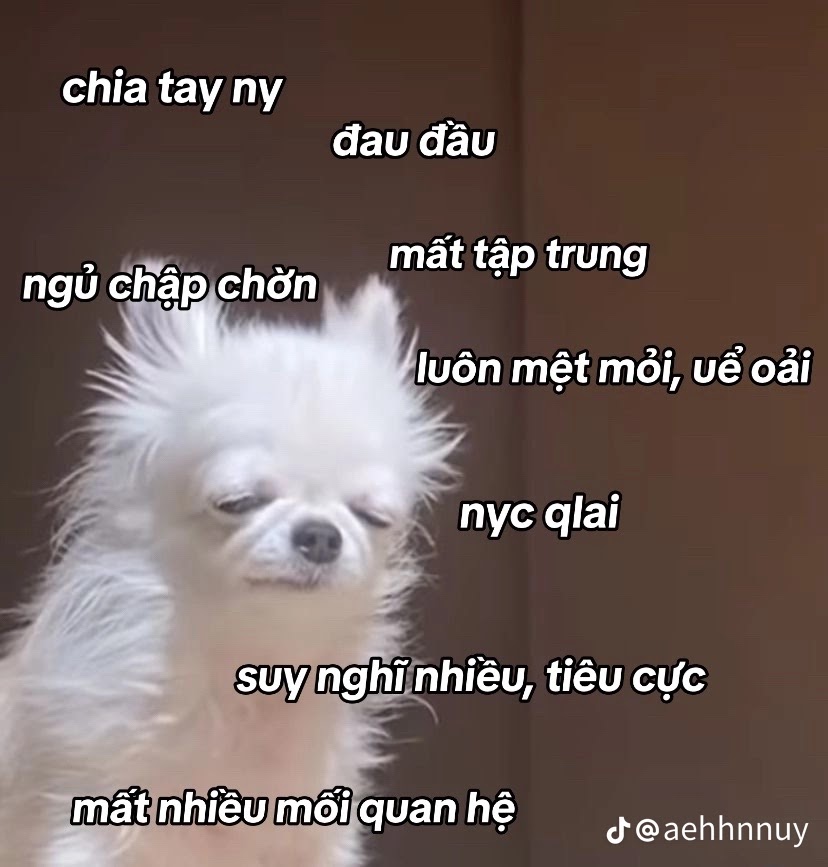 chia tay ny
đau đầu
mất tập trung
ngủ chập chờn
luôn mệt mỏi, uể oải
nyc qlai
suy nghĩ nhiều, tiêu cực
mất nhiều mối quan hệ
@aehhnnuy